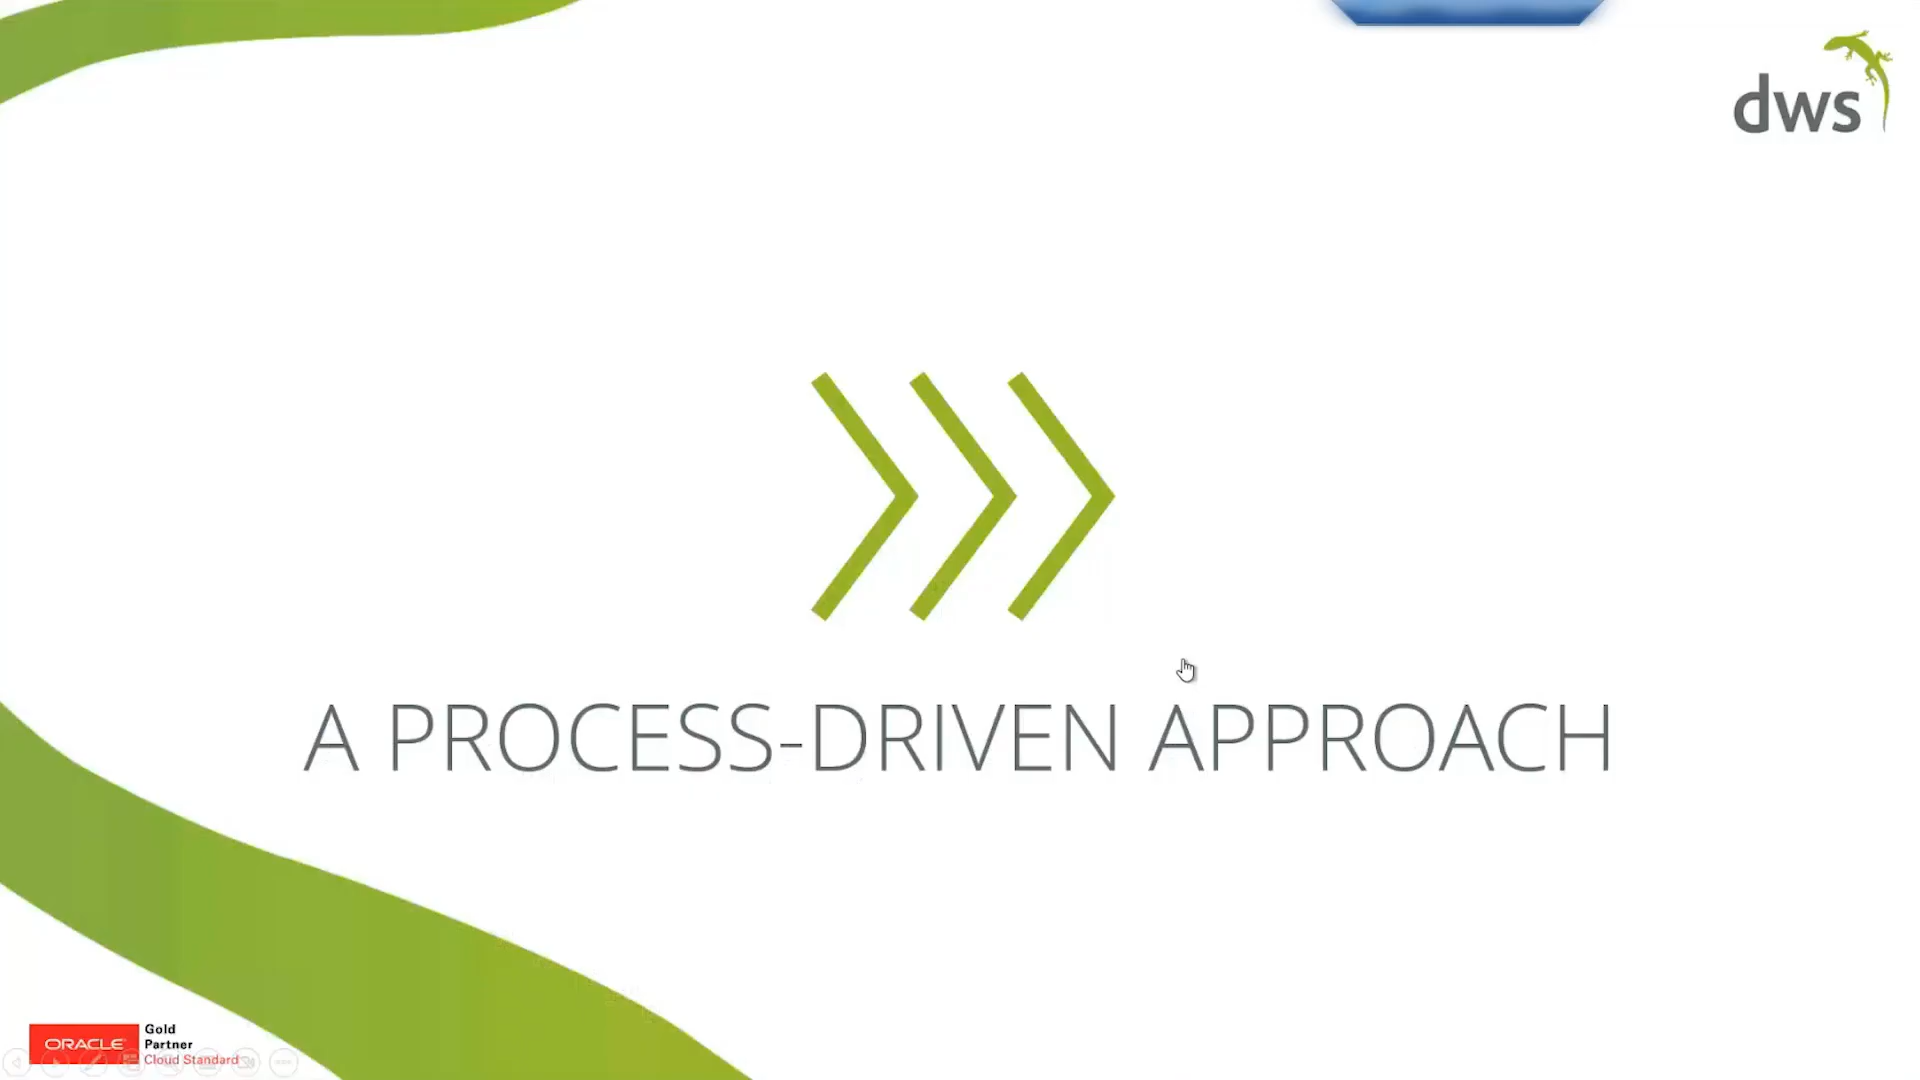 dws
A PROCESS-DRIVEN APPROACH
ORACLE
Gold
Partner
Cloud Standard